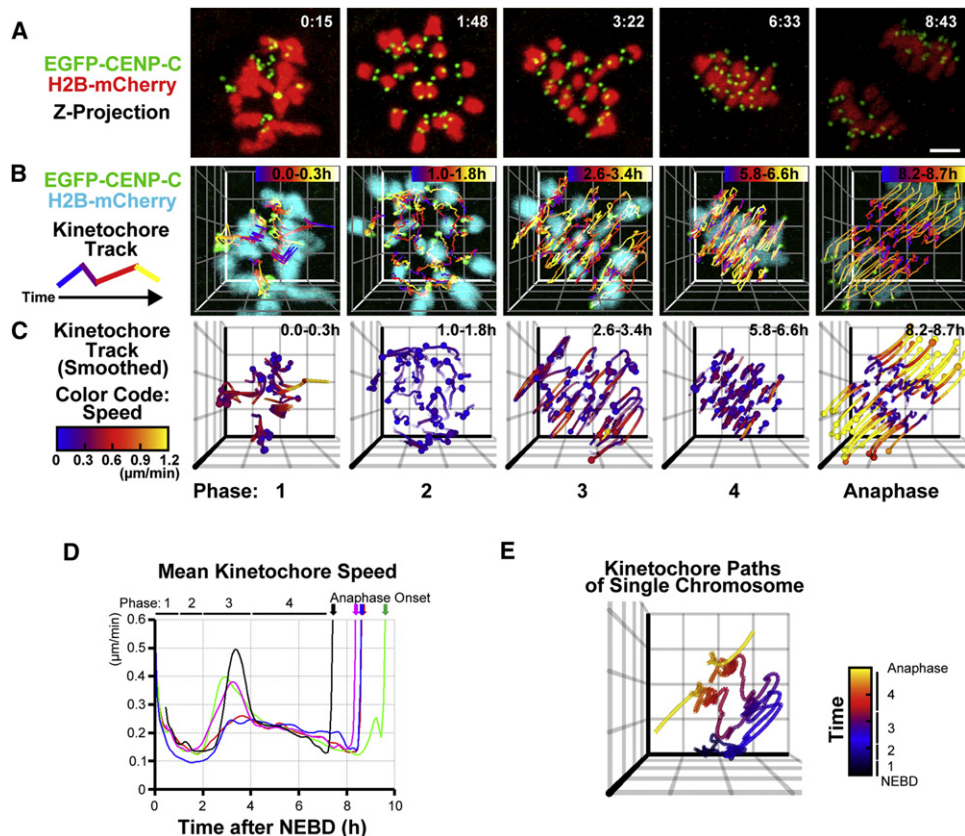 A
EGFP-CENP-C
H2B-mCherry
Z-Projection
0:15
1:48
3:22
6:33
8:43
B
EGFP-CENP-C
H2B-mCherry
Kinetochore
Track
Time
0.0-0.3h
1.0-1.8h
2.6-3.4h
5.8-6.6h
8.2-8.7h
C
Kinetochore
Track
(Smoothed)
Color Code:
Speed
0 0.3 0.6 0.9 1.2
(μm/min)
0.0-0.3h
1.0-1.8h
2.6-3.4h
5.8-6.6h
8.2-8.7h
Phase: 1 2 3 4 Anaphase
D
Mean Kinetochore Speed
Phase: 1 2 3 4 Anaphase Onset
(μm/min)
0.6
0.5
0.4
0.3
0.2
0.1
0
0 2 4 6 8 10
Time after NEBD (h)
E
Kinetochore Paths
of Single Chromosome
Time
Anaphase
4
3
2
1
NEBD